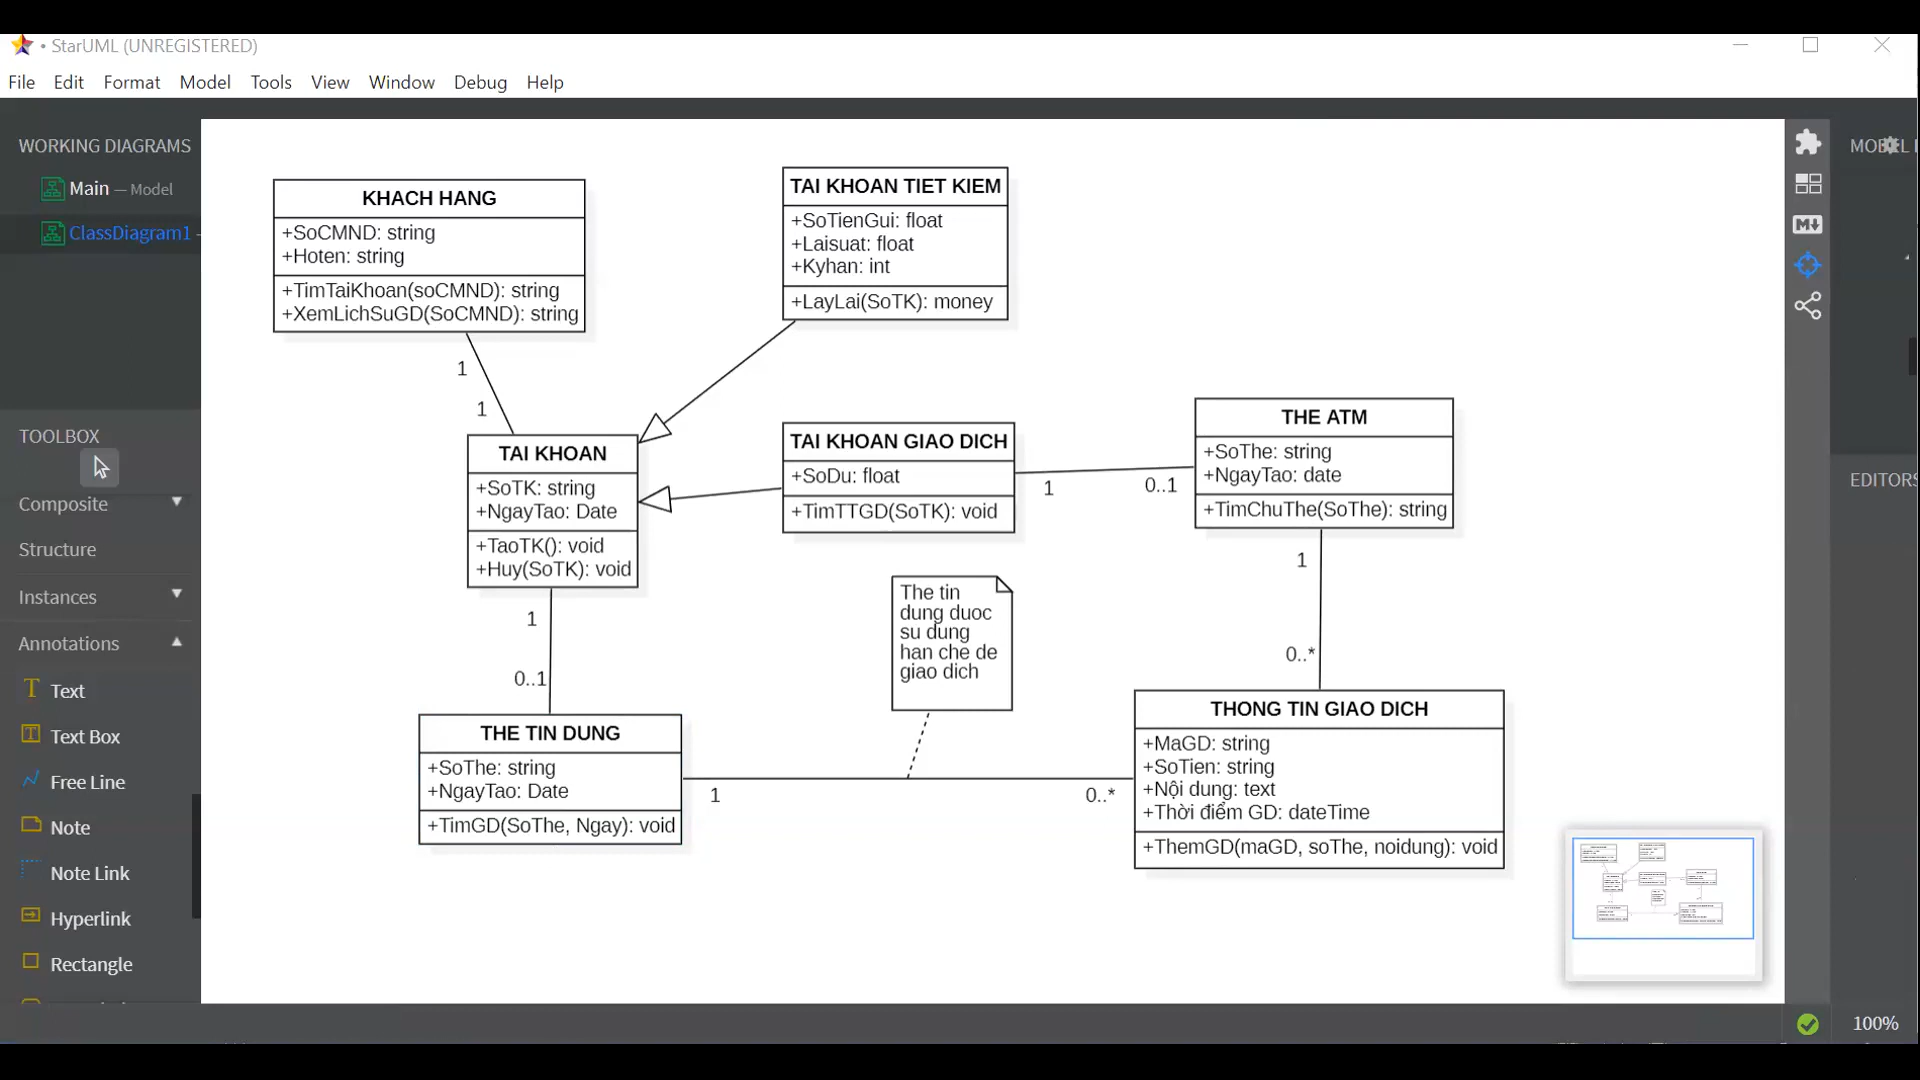 • StarUML (UNREGISTERED)
File Edit Format Model Tools View Window Debug Help
WORKING DIAGRAMS
Main — Model
ClassDiagram1 –
TOOLBOX
Composite
Structure
Instances
Annotations
Text
Text Box
Free Line
Note
Note Link
Hyperlink
Rectangle
KHACH HANG
+SoCMND: string
+Hoten: string
+TimTaiKhoan(soCMND): string
+XemLichSuGD(SoCMND): string
TAI KHOAN TIET KIEM
+SoTienGui: float
+Laisuat: float
+Kyhan: int
+LayLai(SoTK): money
1
1
TAI KHOAN
+SoTK: string
+NgayTao: Date
+TaoTK(): void
+Huy(SoTK): void
TAI KHOAN GIAO DICH
+SoDu: float
+TimTTGD(SoTK): void
1
0..1
THE ATM
+SoThe: string
+NgayTao: date
+TimChuThe(SoThe): string
1
0..*
1
0..1
The tin
dung duoc
su dung
han che de
giao dich
THE TIN DUNG
+SoThe: string
+NgayTao: Date
+TimGD(SoThe, Ngay): void
1
0..*
THONG TIN GIAO DICH
+MaGD: string
+SoTien: string
+Nội dung: text
+Thời điểm GD: dateTime
+ThemGD(maGD, soThe, noidung): void
EDITORS
100%